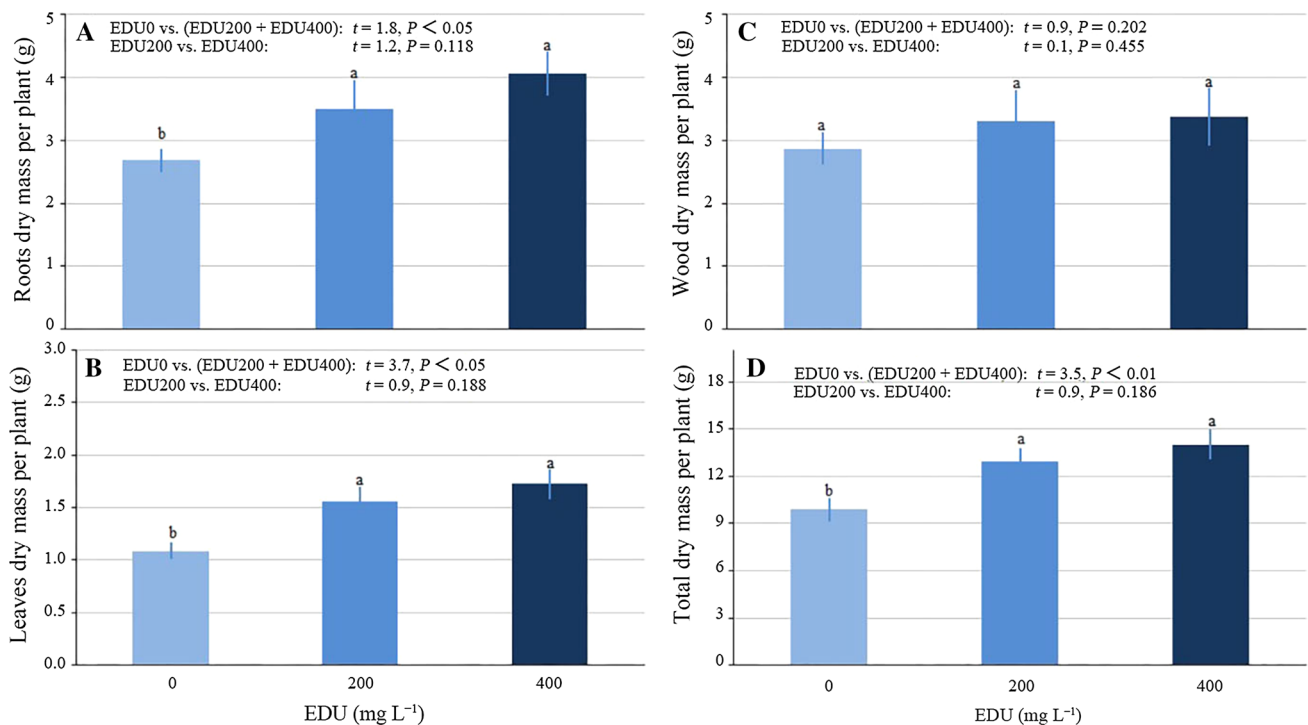 A
EDU0 vs. (EDU200 + EDU400): t = 1.8, P < 0.05
EDU200 vs. EDU400: t = 1.2, P = 0.118
Roots dry mass per plant (g)
5
4
3
2
1
0
b
a
a
B
EDU0 vs. (EDU200 + EDU400): t = 3.7, P < 0.05
EDU200 vs. EDU400: t = 0.9, P = 0.188
Leaves dry mass per plant (g)
3.0
2.5
2.0
1.5
1.0
0.5
0.0
b
a
a
0 200 400
EDU (mg L⁻¹)
C
EDU0 vs. (EDU200 + EDU400): t = 0.9, P = 0.202
EDU200 vs. EDU400: t = 0.1, P = 0.455
Wood dry mass per plant (g)
5
4
3
2
1
0
a
a
a
D
EDU0 vs. (EDU200 + EDU400): t = 3.5, P < 0.01
EDU200 vs. EDU400: t = 0.9, P = 0.186
Total dry mass per plant (g)
18
15
12
9
6
3
0
b
a
a
0 200 400
EDU (mg L⁻¹)